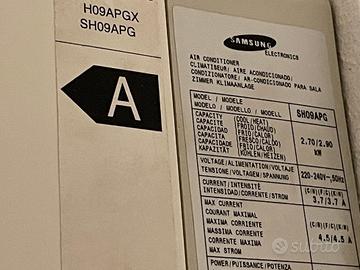 H09APGX
SH09APG
A
SAMSUNG
ELECTRONICS
AIR CONDITIONER
CLIMATISEUR/ AIRE ACONDICIONADO
CONDIZIONATORE/ AR-CONDICIONADO PARA SALA
ZIMMER KLIMAANLAGE
MODEL / MODELE
MODELO / MODELLO / MODELL
SH09APG
CAPACITY (COOL/HEAT)
CAPACITE (FROID/CHAUD)
CAPACIDAD (FRIO/CALOR)
CAPACITA (FRESCO/CALDO)
CAPACIDADE (FRIO/CALOR)
KAPAZITÄT (KÜHLEN/HEIZEN)
2.70/2.90
kW
VOLTAGE/ALIMENTATION/VOLTAJE
TENSIONE/VOLTAGEM/SPANNUNG
220-240V~,50Hz
CURRENT/INTENSITE
INTENSIDAD/CORRENTE/STROM
3.7/3.7 A
MAX CURRENT
COURANT MAXIMAL
CORRIENTE MAXIMA
MASSIMA CORRENTE
CORRENTE MAXIMA
MAX STROM
4.5/4.5 A
POWER/PUISSANCE/POTENZA
subito